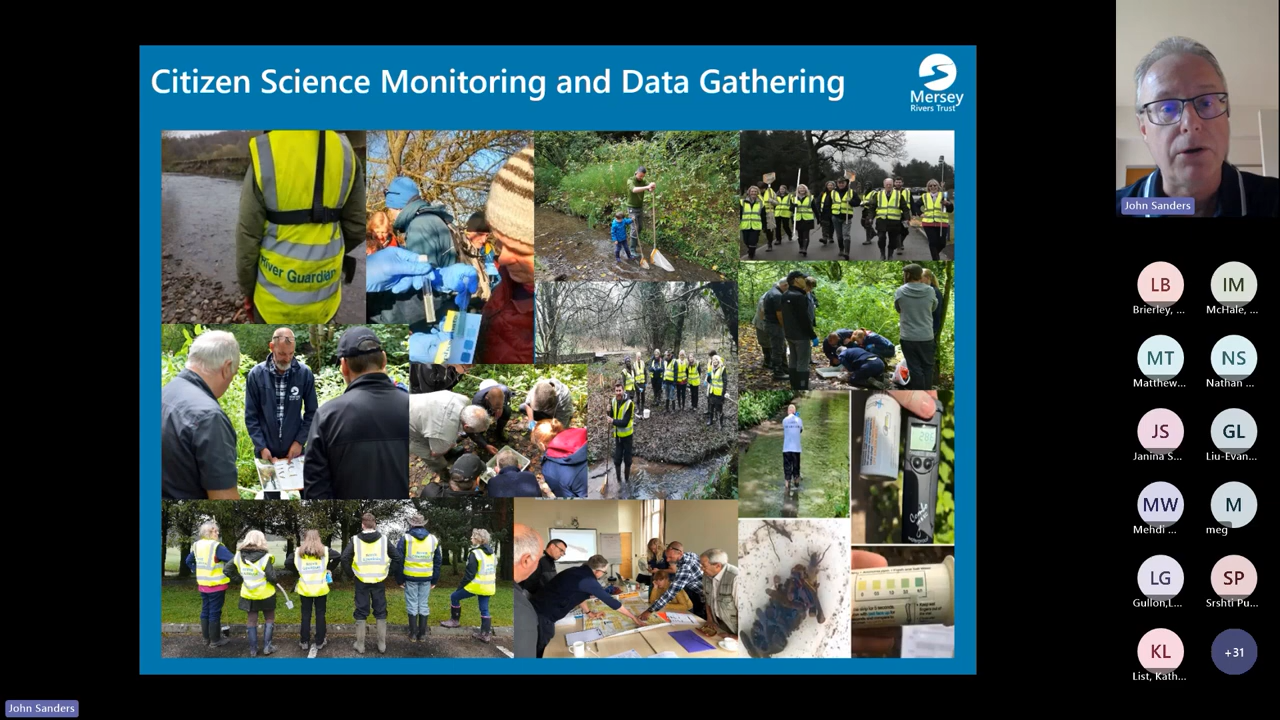 Citizen Science Monitoring and Data Gathering
Mersey
Rivers Trust
River Guardian
286
John Sanders
LB
IM
Brierley, ...
McHale, ...
MT
NS
Matthew...
Nathan ...
JS
GL
Janina S...
Liu-Evan...
MW
M
Mehdi ...
meg
LG
SP
Gullon,L...
Srshti Pu...
KL
+31
List, Kath...
John Sanders